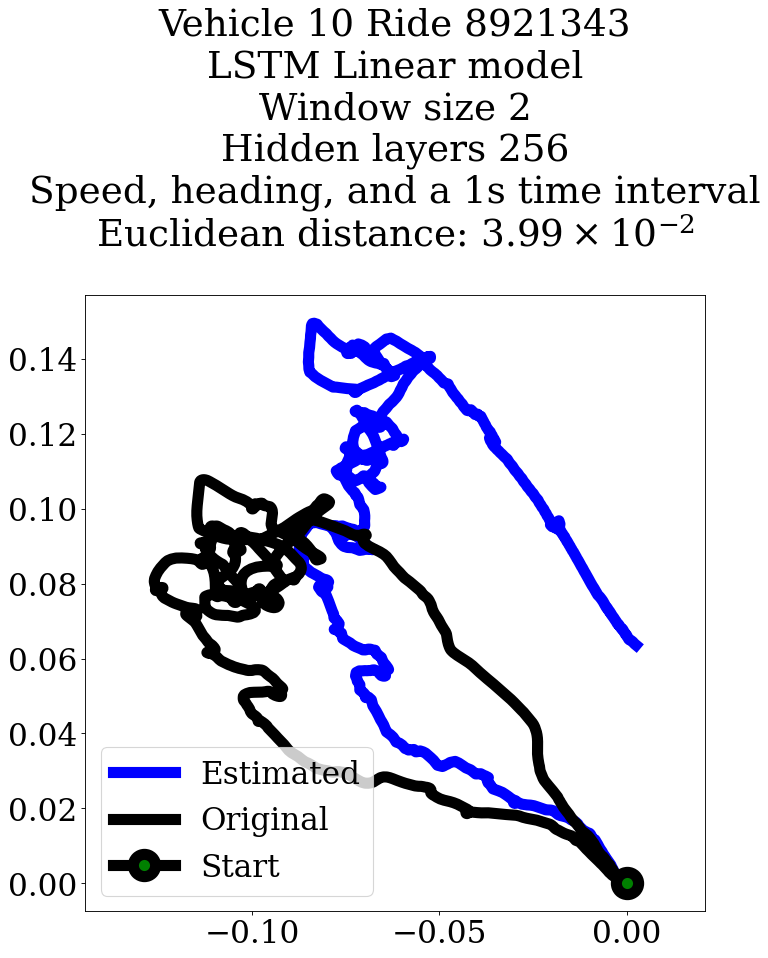 Vehicle 10 Ride 8921343
LSTM Linear model
Window size 2
Hidden layers 256
Speed, heading, and a 1s time interval
Euclidean distance: 3.99 × 10⁻²
0.14
0.12
0.10
0.08
0.06
0.04
0.02
0.00
Estimated
Original
Start
−0.10
−0.05
0.00